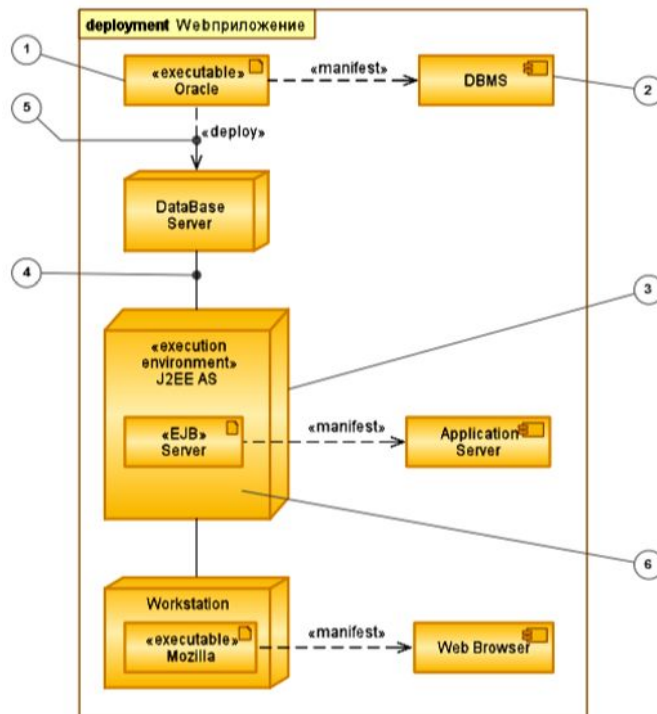 deployment Webприложение
1
«executable»
Oracle
«manifest»
DBMS
2
5
«deploy»
DataBase
Server
4
3
«execution
environment»
J2EE AS
«EJB»
Server
«manifest»
Application
Server
6
Workstation
«executable»
Mozilla
«manifest»
Web Browser